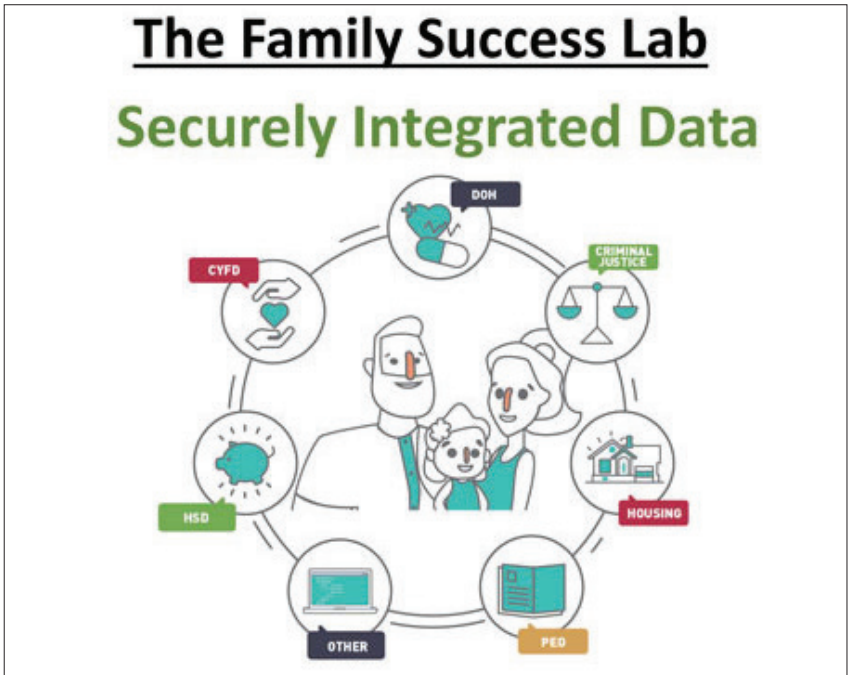 The Family Success Lab
Securely Integrated Data
DOH
CRIMINAL
JUSTICE
CYFD
HSD
HOUSING
OTHER
PED